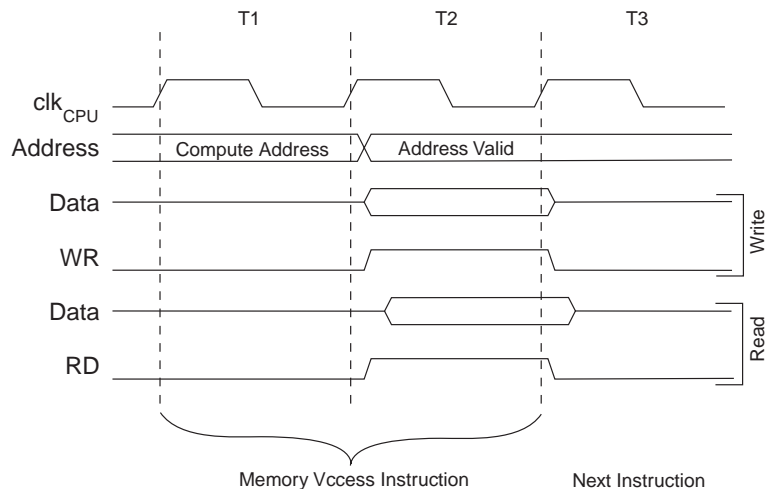 T1 T2 T3
clkCPU
Address Compute Address Address Valid
Data
WR
Write
Data
RD
Read
Memory Vccess Instruction Next Instruction